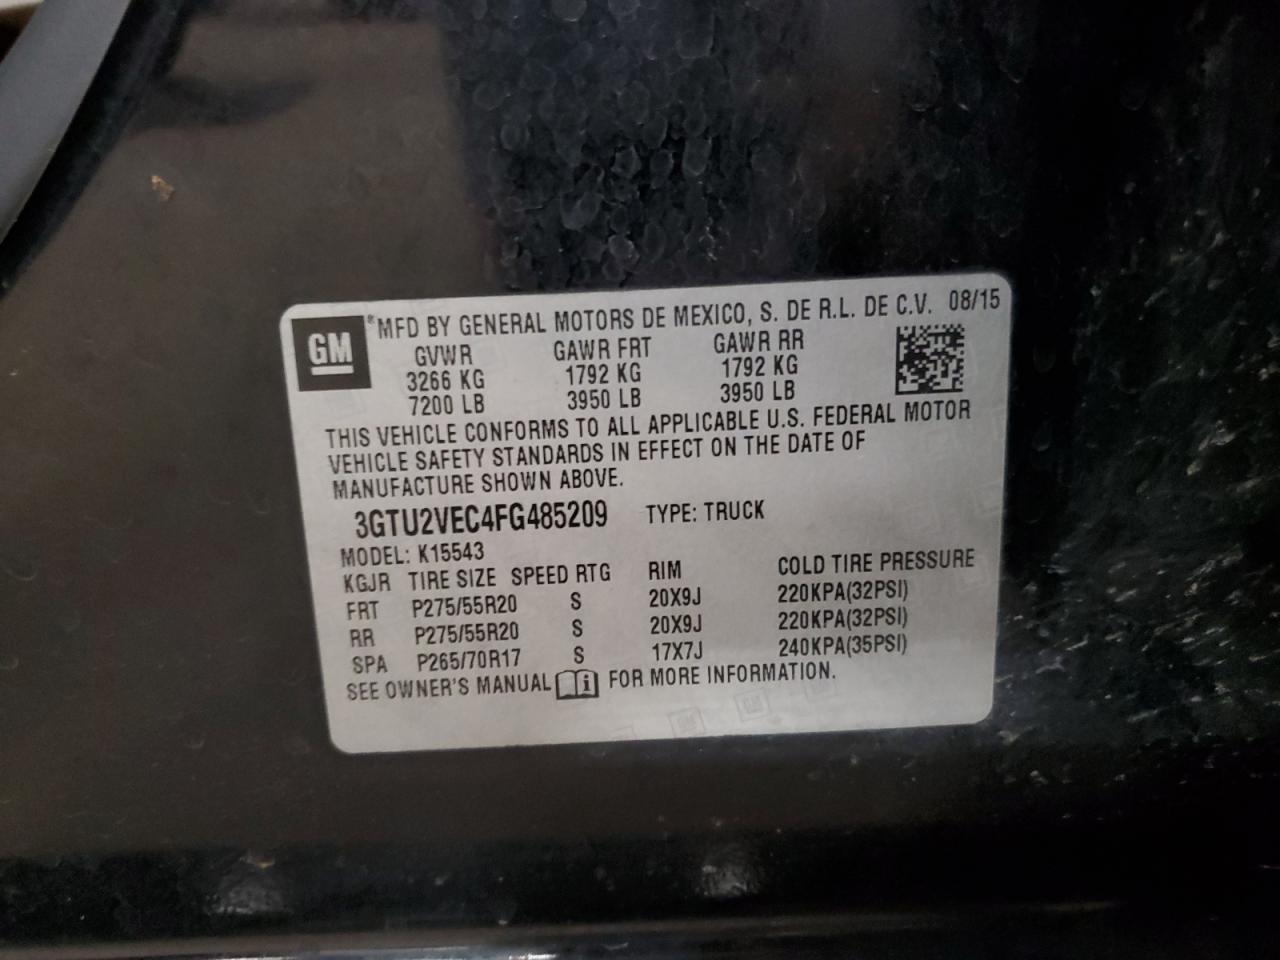 GM ® MFD BY GENERAL MOTORS DE MEXICO, S. DE R.L. DE C.V. 08/15
GVWR GAWR FRT GAWR RR
3266 KG 1792 KG 1792 KG
7200 LB 3950 LB 3950 LB
THIS VEHICLE CONFORMS TO ALL APPLICABLE U.S. FEDERAL MOTOR
VEHICLE SAFETY STANDARDS IN EFFECT ON THE DATE OF
MANUFACTURE SHOWN ABOVE.
3GTU2VEC4FG485209 TYPE: TRUCK
MODEL: K15543
KGJR TIRE SIZE SPEED RTG RIM COLD TIRE PRESSURE
FRT P275/55R20 S 20X9J 220KPA(32PSI)
RR P275/55R20 S 20X9J 220KPA(32PSI)
SPA P265/70R17 S 17X7J 240KPA(35PSI)
SEE OWNER'S MANUAL i FOR MORE INFORMATION.
GM GM